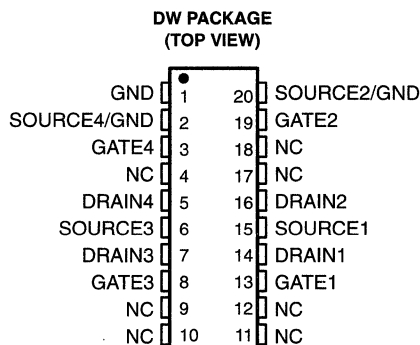 DW PACKAGE
(TOP VIEW)
GND 1 20 SOURCE2/GND
SOURCE4/GND 2 19 GATE2
GATE4 3 18 NC
NC 4 17 NC
DRAIN4 5 16 DRAIN2
SOURCE3 6 15 SOURCE1
DRAIN3 7 14 DRAIN1
GATE3 8 13 GATE1
NC 9 12 NC
NC 10 11 NC